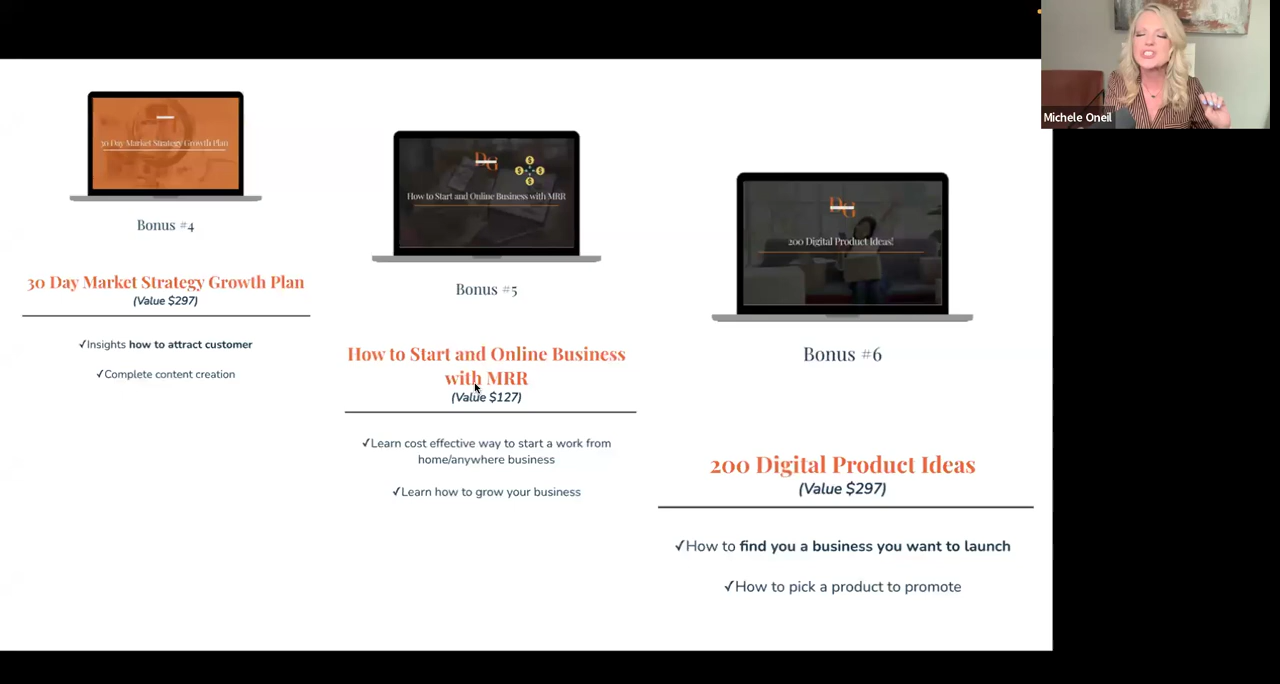 Michele Oneil
30 Day Market Strategy Growth Plan
Bonus #4
30 Day Market Strategy Growth Plan
(Value $297)
✓Insights how to attract customer
✓Complete content creation
DG
How to Start and Online Business with MRR
Bonus #5
How to Start and Online Business
with MRR
(Value $127)
✓Learn cost effective way to start a work from
home/anywhere business
✓Learn how to grow your business
DG
200 Digital Product Ideas!
Bonus #6
200 Digital Product Ideas
(Value $297)
✓How to find you a business you want to launch
✓How to pick a product to promote